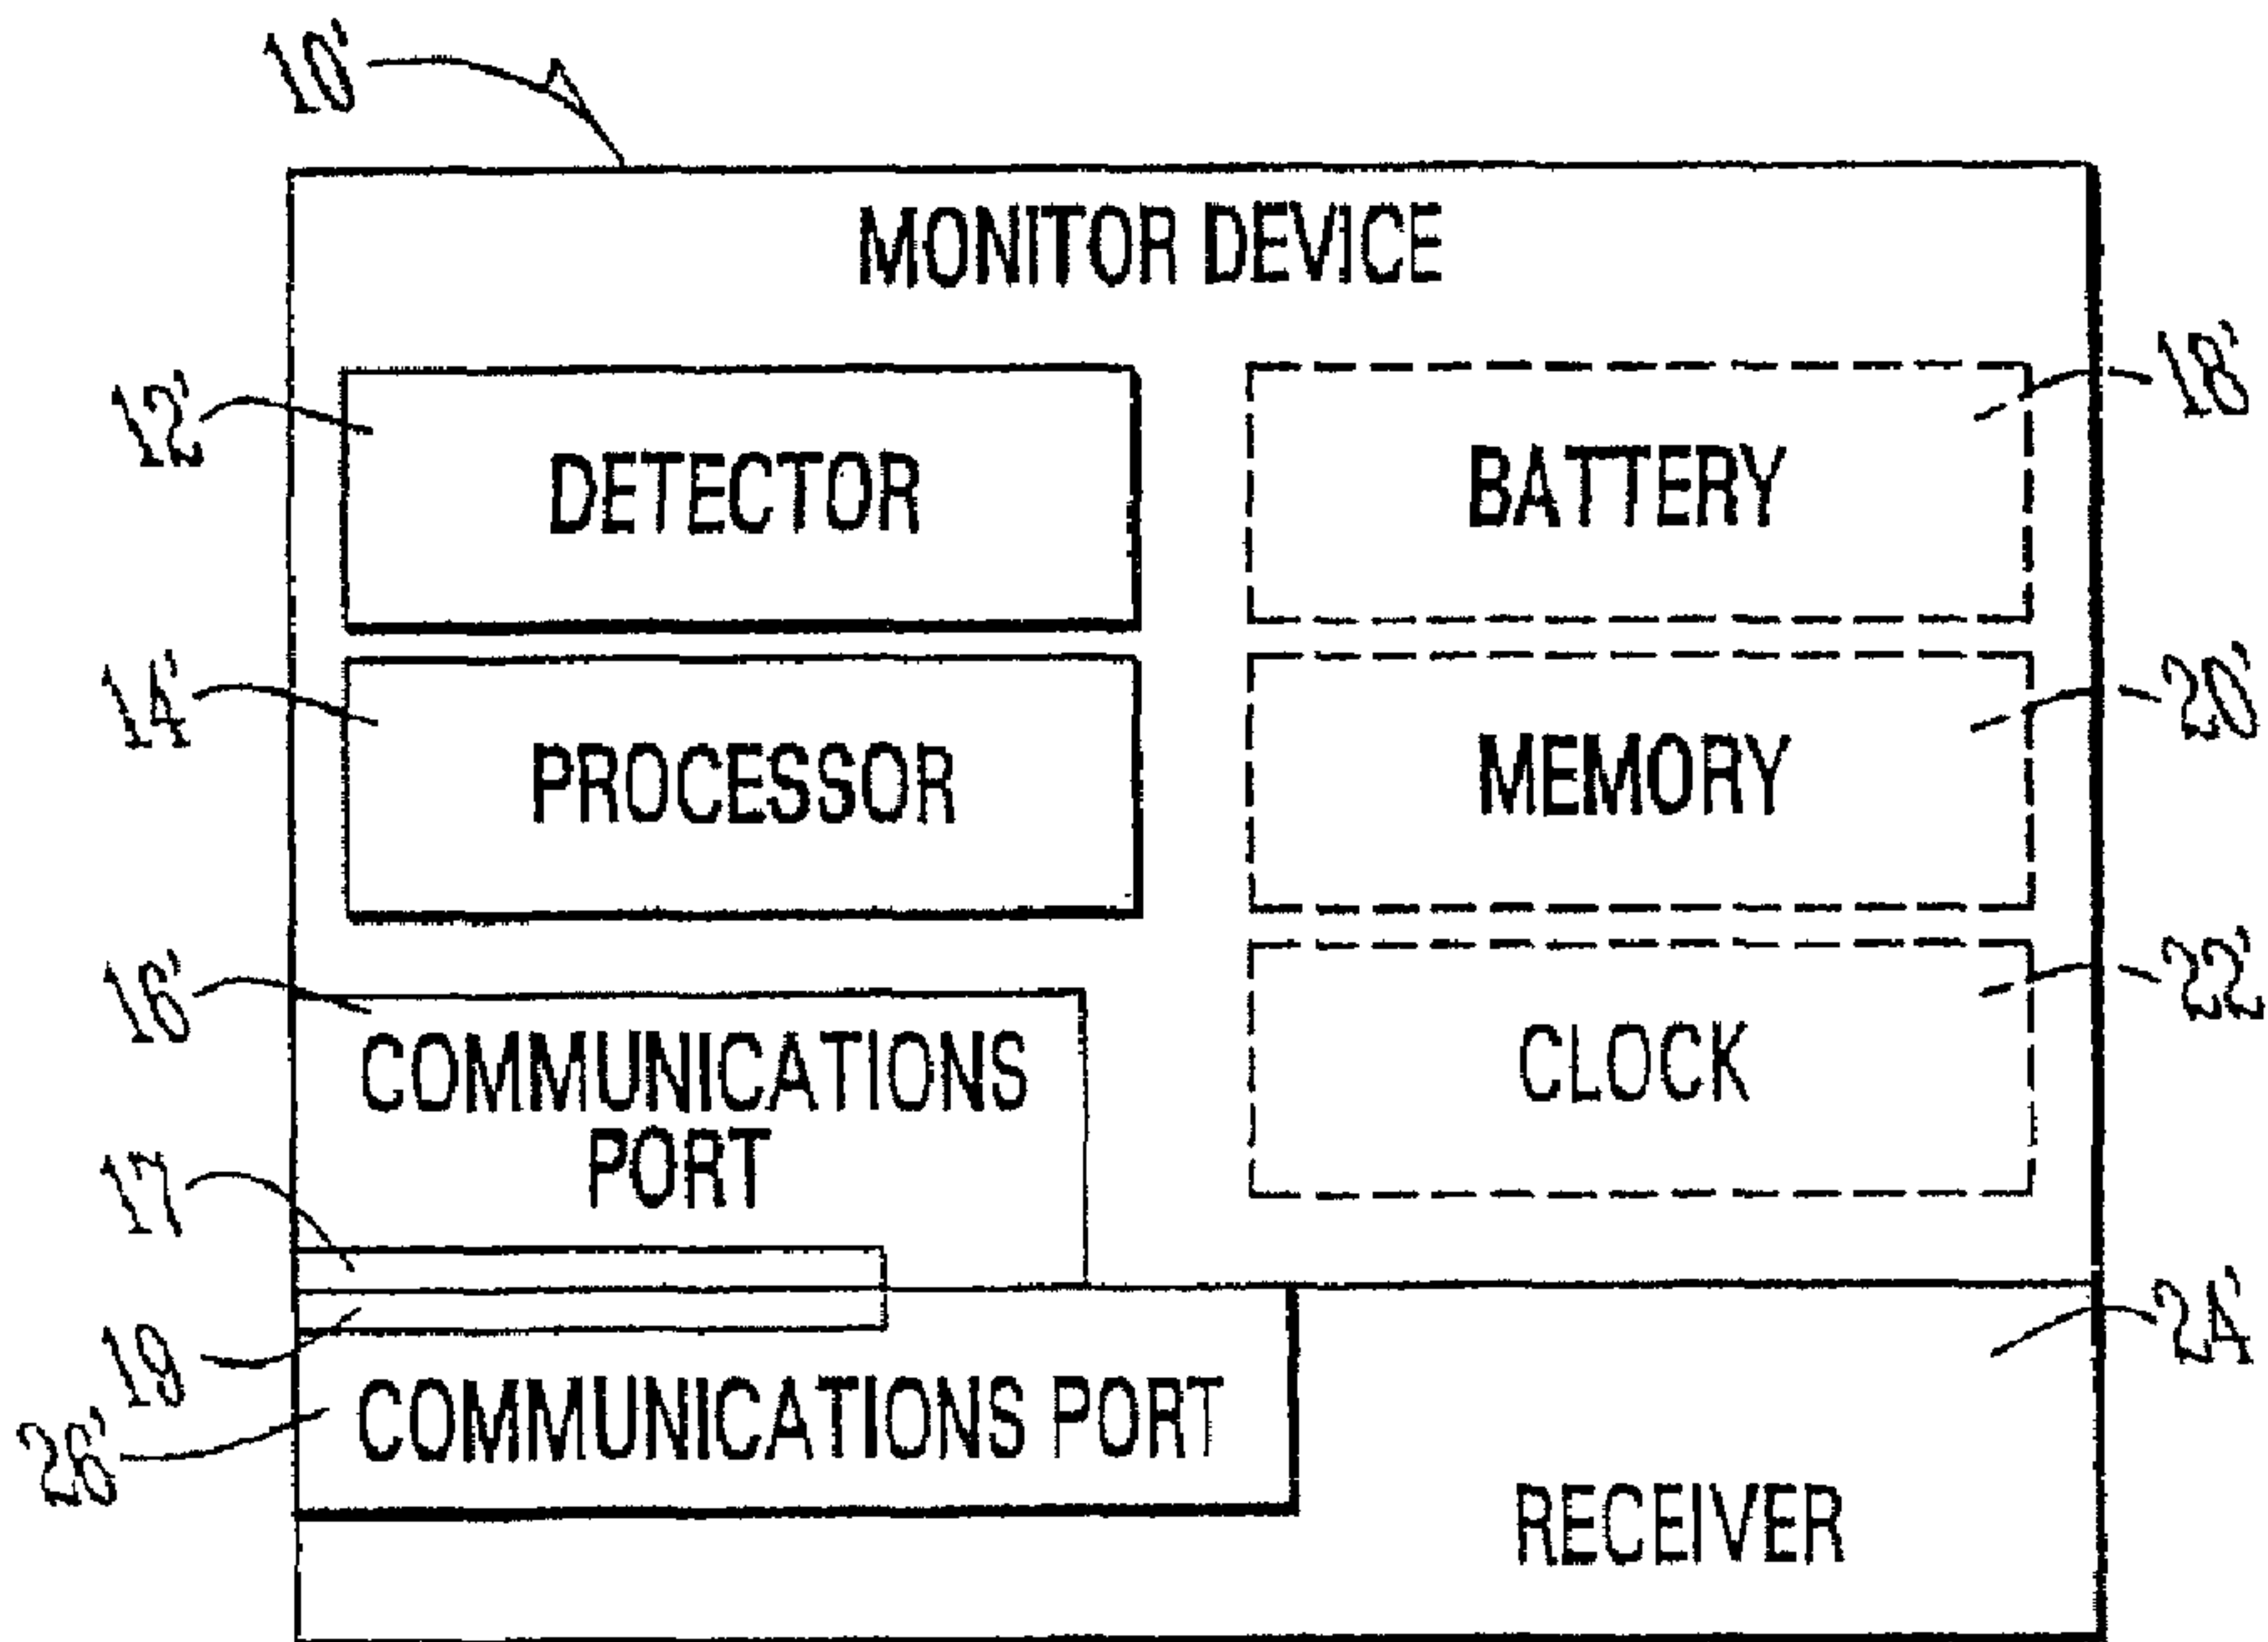 10'
MONITOR DEVICE
12'
DETECTOR
BATTERY
18'
14'
PROCESSOR
MEMORY
20'
16'
COMMUNICATIONS
PORT
CLOCK
22'
17
19
24'
26'
COMMUNICATIONS PORT
RECEIVER